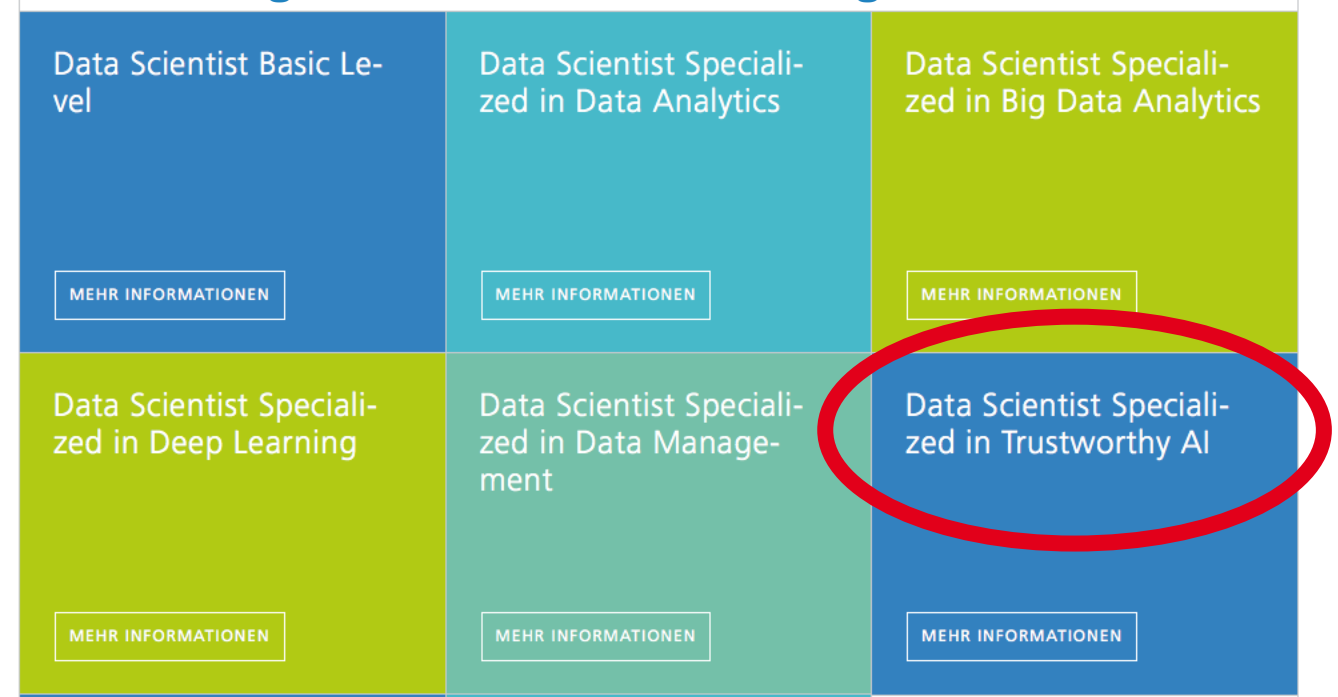 Data Scientist Basic Le-
vel
MEHR INFORMATIONEN
Data Scientist Speciali-
zed in Data Analytics
MEHR INFORMATIONEN
Data Scientist Speciali-
zed in Big Data Analytics
MEHR INFORMATIONEN
Data Scientist Speciali-
zed in Deep Learning
MEHR INFORMATIONEN
Data Scientist Speciali-
zed in Data Manage-
ment
MEHR INFORMATIONEN
Data Scientist Speciali-
zed in Trustworthy AI
MEHR INFORMATIONEN